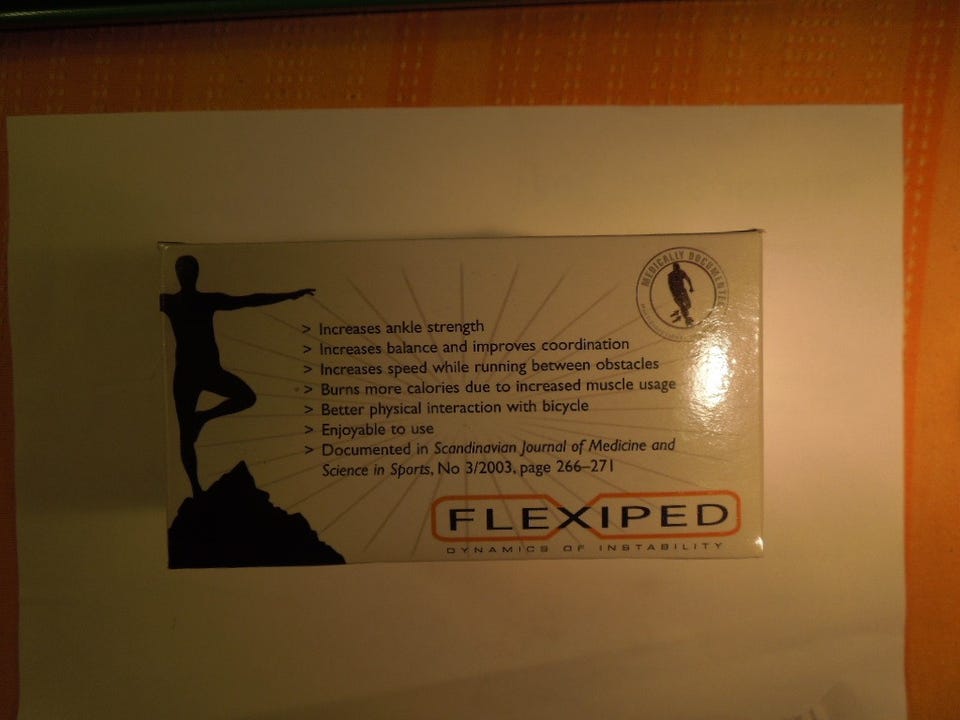 MEDICALLY DOCUMENTED
> Increases ankle strength
> Increases balance and improves coordination
> Increases speed while running between obstacles
> Burns more calories due to increased muscle usage
> Better physical interaction with bicycle
> Enjoyable to use
> Documented in Scandinavian Journal of Medicine and
Science in Sports, No 3/2003, page 266–271
FLEXIPED
DYNAMICS OF INSTABILITY